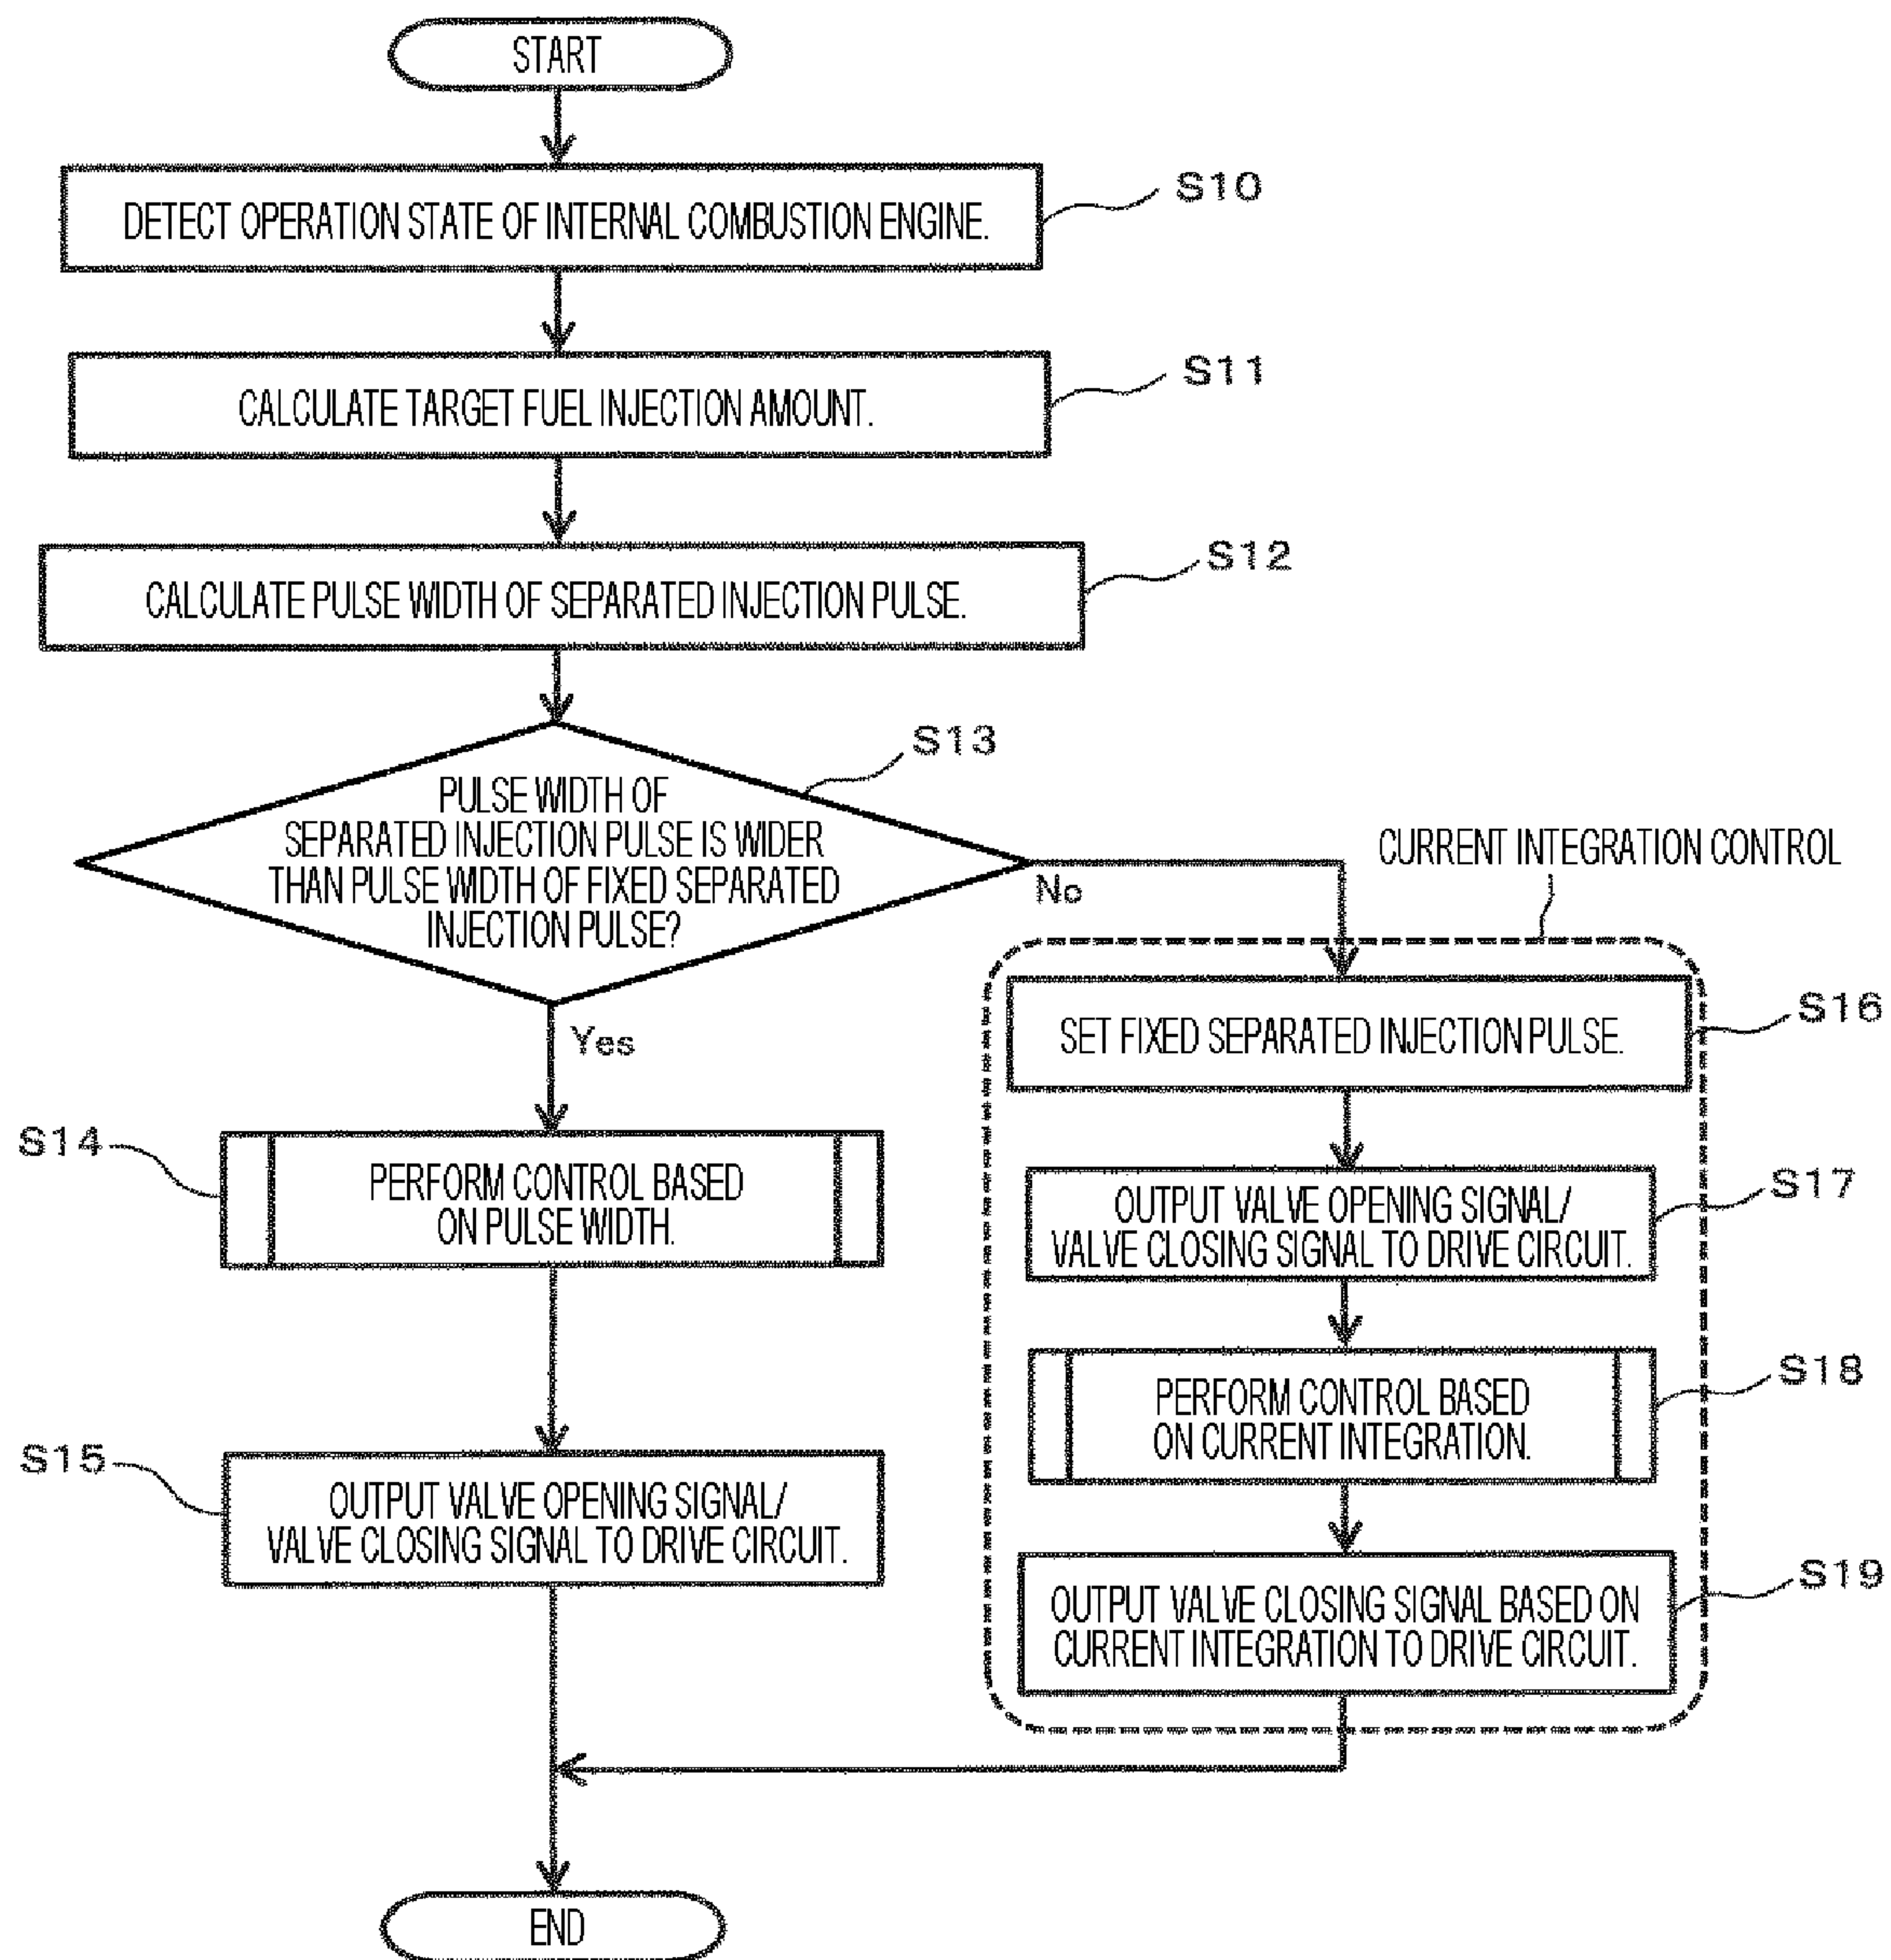 START
DETECT OPERATION STATE OF INTERNAL COMBUSTION ENGINE.
S10
CALCULATE TARGET FUEL INJECTION AMOUNT.
S11
CALCULATE PULSE WIDTH OF SEPARATED INJECTION PULSE.
S12
PULSE WIDTH OF
SEPARATED INJECTION PULSE IS WIDER
THAN PULSE WIDTH OF FIXED SEPARATED
INJECTION PULSE?
S13
No
Yes
S14
PERFORM CONTROL BASED
ON PULSE WIDTH.
S15
OUTPUT VALVE OPENING SIGNAL/
VALVE CLOSING SIGNAL TO DRIVE CIRCUIT.
CURRENT INTEGRATION CONTROL
SET FIXED SEPARATED INJECTION PULSE.
S16
OUTPUT VALVE OPENING SIGNAL/
VALVE CLOSING SIGNAL TO DRIVE CIRCUIT.
S17
PERFORM CONTROL BASED
ON CURRENT INTEGRATION.
S18
OUTPUT VALVE CLOSING SIGNAL BASED ON
CURRENT INTEGRATION TO DRIVE CIRCUIT.
S19
END